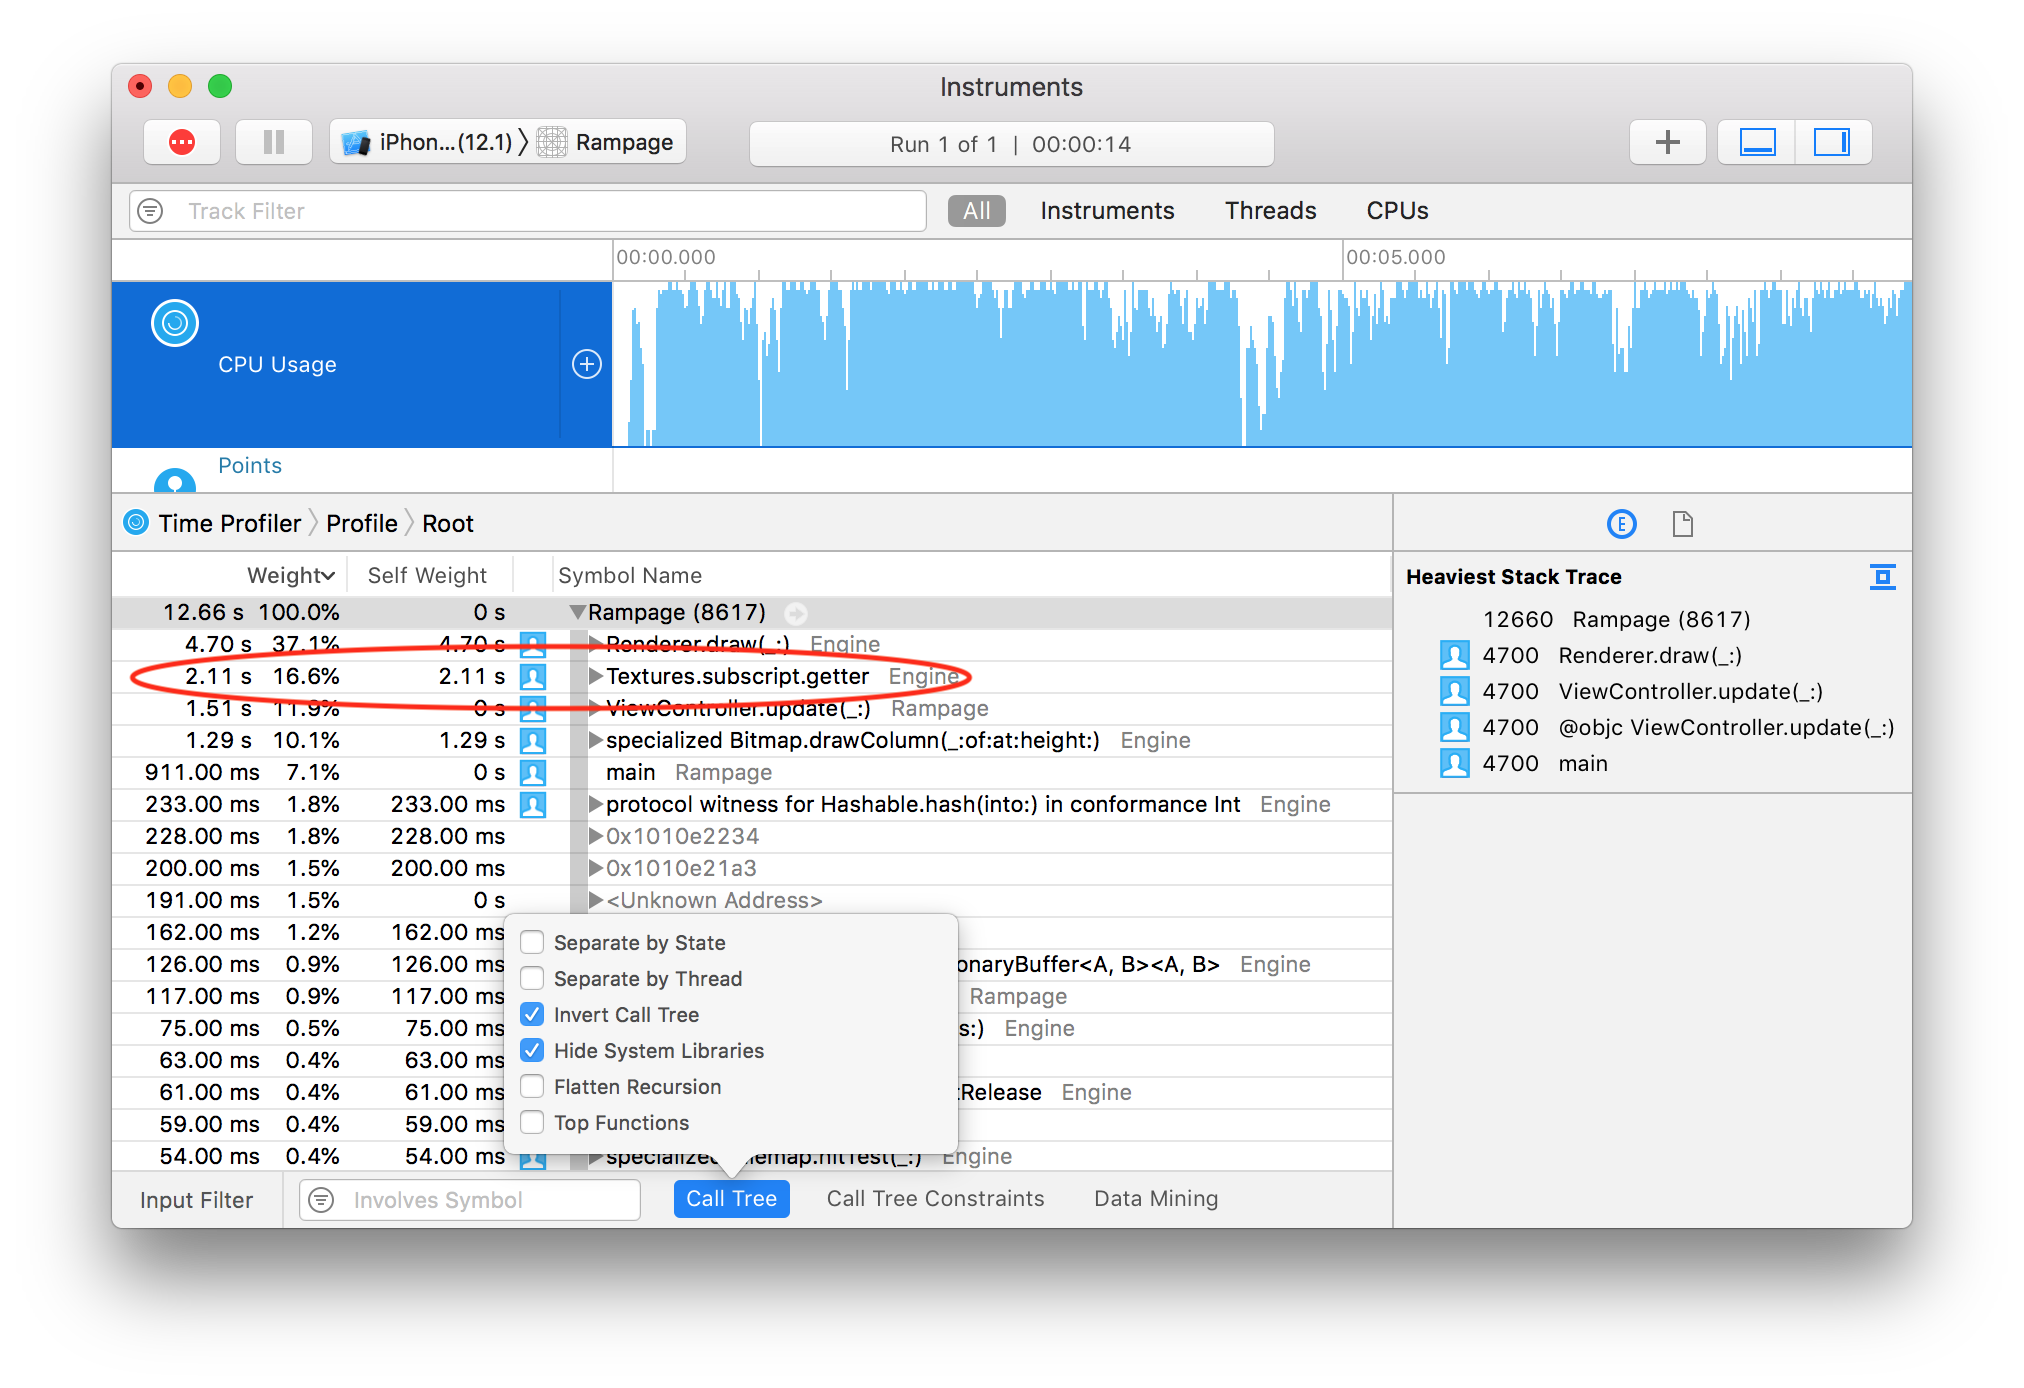 Instruments
iPhon...(12.1) Rampage
Run 1 of 1 | 00:00:14
Track Filter All Instruments Threads CPUs
00:00.000 00:05.000
CPU Usage
Points
Time Profiler Profile Root
Weight Self Weight Symbol Name
12.66 s 100.0% 0 s Rampage (8617)
4.70 s 37.1% 4.70 s Renderer.draw(_:) Engine
2.11 s 16.6% 2.11 s Textures.subscript.getter Engine
1.51 s 11.9% 0 s ViewController.update(_:) Rampage
1.29 s 10.1% 1.29 s specialized Bitmap.drawColumn(_:of:at:height:) Engine
911.00 ms 7.1% 0 s main Rampage
233.00 ms 1.8% 233.00 ms protocol witness for Hashable.hash(into:) in conformance Int Engine
228.00 ms 1.8% 228.00 ms 0x1010e2234
200.00 ms 1.5% 200.00 ms 0x1010e21a3
191.00 ms 1.5% 0 s <Unknown Address>
162.00 ms 1.2% 162.00 ms
126.00 ms 0.9% 126.00 ms onaryBuffer<A, B><A, B> Engine
117.00 ms 0.9% 117.00 ms Rampage
75.00 ms 0.5% 75.00 ms s:) Engine
63.00 ms 0.4% 63.00 ms
61.00 ms 0.4% 61.00 ms tRelease Engine
59.00 ms 0.4% 59.00 ms
54.00 ms 0.4% 54.00 ms specialized emap.hitTest(_:) Engine
Separate by State
Separate by Thread
Invert Call Tree
Hide System Libraries
Flatten Recursion
Top Functions
Input Filter Involves Symbol Call Tree Call Tree Constraints Data Mining
E
Heaviest Stack Trace
12660 Rampage (8617)
4700 Renderer.draw(_:)
4700 ViewController.update(_:)
4700 @objc ViewController.update(_:)
4700 main